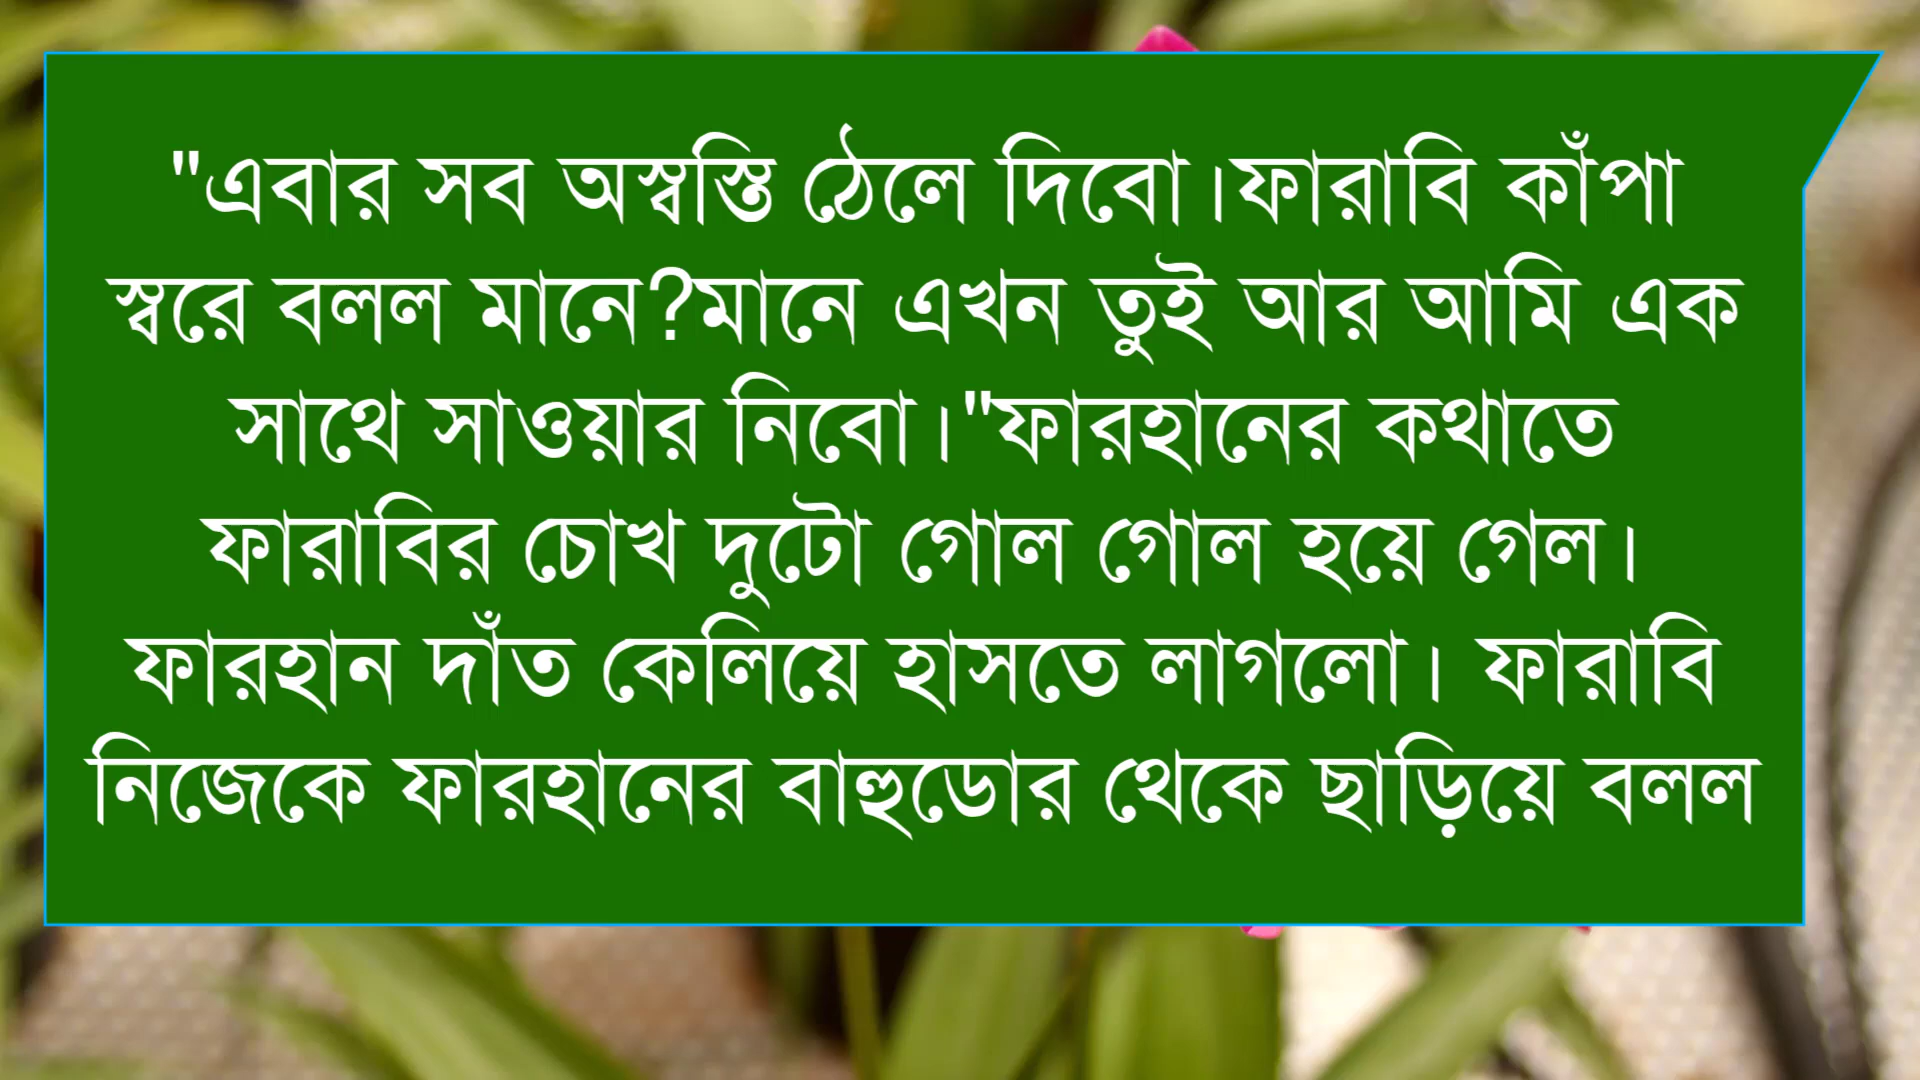 "এবার সব অস্বস্তি ঠেলে দিবো।ফারাবি কাঁপা
স্বরে বলল মানে?মানে এখন তুই আর আমি এক
সাথে সাওয়ার নিবো।"ফারহানের কথাতে
ফারাবির চোখ দুটো গোল গোল হয়ে গেল।
ফারহান দাঁত কেলিয়ে হাসতে লাগলো। ফারাবি
নিজেকে ফারহানের বাহুডোর থেকে ছাড়িয়ে বলল